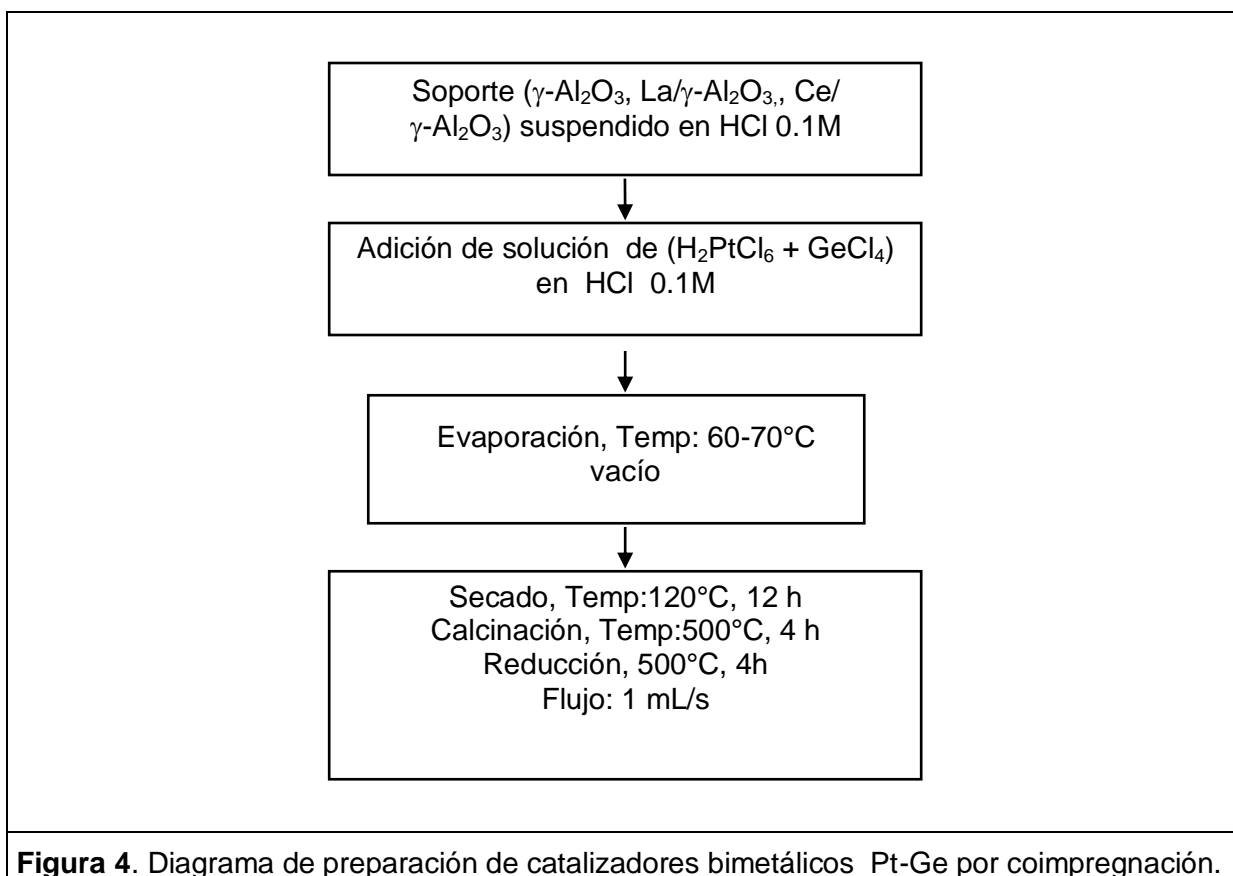 Soporte (γ-Al₂O₃, La/γ-Al₂O₃,, Ce/
γ-Al₂O₃) suspendido en HCl 0.1M
Adición de solución de (H₂PtCl₆ + GeCl₄)
en HCl 0.1M
Evaporación, Temp: 60-70°C
vacío
Secado, Temp:120°C, 12 h
Calcinación, Temp:500°C, 4 h
Reducción, 500°C, 4h
Flujo: 1 mL/s
Figura 4. Diagrama de preparación de catalizadores bimetálicos Pt-Ge por coimpregnación.